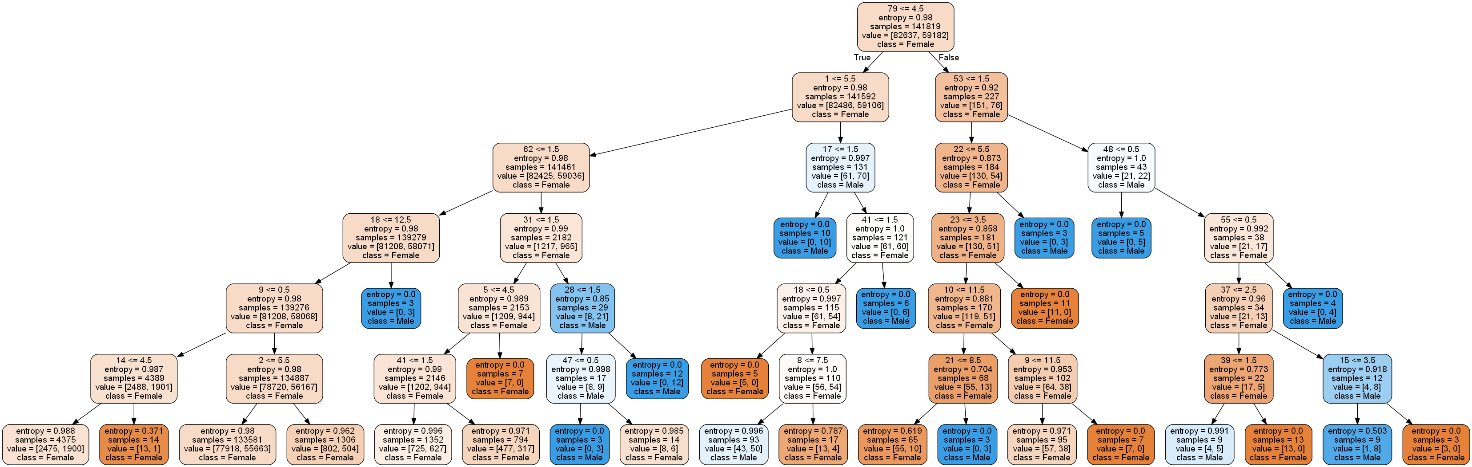 79 <= 4.5
entropy = 0.98
samples = 141819
value = [82637, 59182]
class = Female
True
False
1 <= 5.5
entropy = 0.98
samples = 141592
value = [82486, 59106]
class = Female
53 <= 1.5
entropy = 0.92
samples = 227
value = [151, 76]
class = Female
62 <= 1.5
entropy = 0.98
samples = 141461
value = [82425, 59036]
class = Female
17 <= 1.5
entropy = 0.997
samples = 131
value = [61, 70]
class = Male
22 <= 5.5
entropy = 0.873
samples = 184
value = [130, 54]
class = Female
48 <= 0.5
entropy = 1.0
samples = 43
value = [21, 22]
class = Male
18 <= 12.5
entropy = 0.98
samples = 139279
value = [81208, 58071]
class = Female
31 <= 1.5
entropy = 0.99
samples = 2182
value = [1217, 965]
class = Female
entropy = 0.0
samples = 10
value = [0, 10]
class = Male
41 <= 1.5
entropy = 1.0
samples = 121
value = [61, 60]
class = Female
23 <= 3.5
entropy = 0.858
samples = 181
value = [130, 51]
class = Female
entropy = 0.0
samples = 3
value = [0, 3]
class = Male
entropy = 0.0
samples = 5
value = [0, 5]
class = Male
55 <= 0.5
entropy = 0.992
samples = 38
value = [21, 17]
class = Female
9 <= 0.5
entropy = 0.98
samples = 139276
value = [81208, 58068]
class = Female
entropy = 0.0
samples = 3
value = [0, 3]
class = Male
5 <= 4.5
entropy = 0.989
samples = 2153
value = [1209, 944]
class = Female
28 <= 1.5
entropy = 0.85
samples = 29
value = [8, 21]
class = Male
18 <= 0.5
entropy = 0.997
samples = 115
value = [61, 54]
class = Female
entropy = 0.0
samples = 6
value = [0, 6]
class = Male
10 <= 11.5
entropy = 0.881
samples = 170
value = [119, 51]
class = Female
entropy = 0.0
samples = 11
value = [11, 0]
class = Female
37 <= 2.5
entropy = 0.96
samples = 34
value = [21, 13]
class = Female
entropy = 0.0
samples = 4
value = [0, 4]
class = Male
14 <= 4.5
entropy = 0.987
samples = 4389
value = [2488, 1901]
class = Female
2 <= 5.5
entropy = 0.98
samples = 134887
value = [78720, 56167]
class = Female
41 <= 1.5
entropy = 0.99
samples = 2146
value = [1202, 944]
class = Female
entropy = 0.0
samples = 7
value = [7, 0]
class = Female
47 <= 0.5
entropy = 0.998
samples = 17
value = [8, 9]
class = Male
entropy = 0.0
samples = 12
value = [0, 12]
class = Male
entropy = 0.0
samples = 5
value = [5, 0]
class = Female
8 <= 7.5
entropy = 1.0
samples = 110
value = [56, 54]
class = Female
21 <= 8.5
entropy = 0.704
samples = 68
value = [55, 13]
class = Female
9 <= 11.5
entropy = 0.953
samples = 102
value = [64, 38]
class = Female
39 <= 1.5
entropy = 0.773
samples = 22
value = [17, 5]
class = Female
15 <= 3.5
entropy = 0.918
samples = 12
value = [4, 8]
class = Male
entropy = 0.988
samples = 4375
value = [2475, 1900]
class = Female
entropy = 0.371
samples = 14
value = [13, 1]
class = Female
entropy = 0.98
samples = 133581
value = [77918, 55663]
class = Female
entropy = 0.962
samples = 1306
value = [802, 504]
class = Female
entropy = 0.996
samples = 1352
value = [725, 627]
class = Female
entropy = 0.971
samples = 794
value = [477, 317]
class = Female
entropy = 0.0
samples = 3
value = [0, 3]
class = Male
entropy = 0.985
samples = 14
value = [8, 6]
class = Female
entropy = 0.996
samples = 93
value = [43, 50]
class = Male
entropy = 0.787
samples = 17
value = [13, 4]
class = Female
entropy = 0.619
samples = 65
value = [55, 10]
class = Female
entropy = 0.0
samples = 3
value = [0, 3]
class = Male
entropy = 0.971
samples = 95
value = [57, 38]
class = Female
entropy = 0.0
samples = 7
value = [7, 0]
class = Female
entropy = 0.991
samples = 9
value = [4, 5]
class = Male
entropy = 0.0
samples = 13
value = [13, 0]
class = Female
entropy = 0.503
samples = 9
value = [1, 8]
class = Male
entropy = 0.0
samples = 3
value = [3, 0]
class = Female